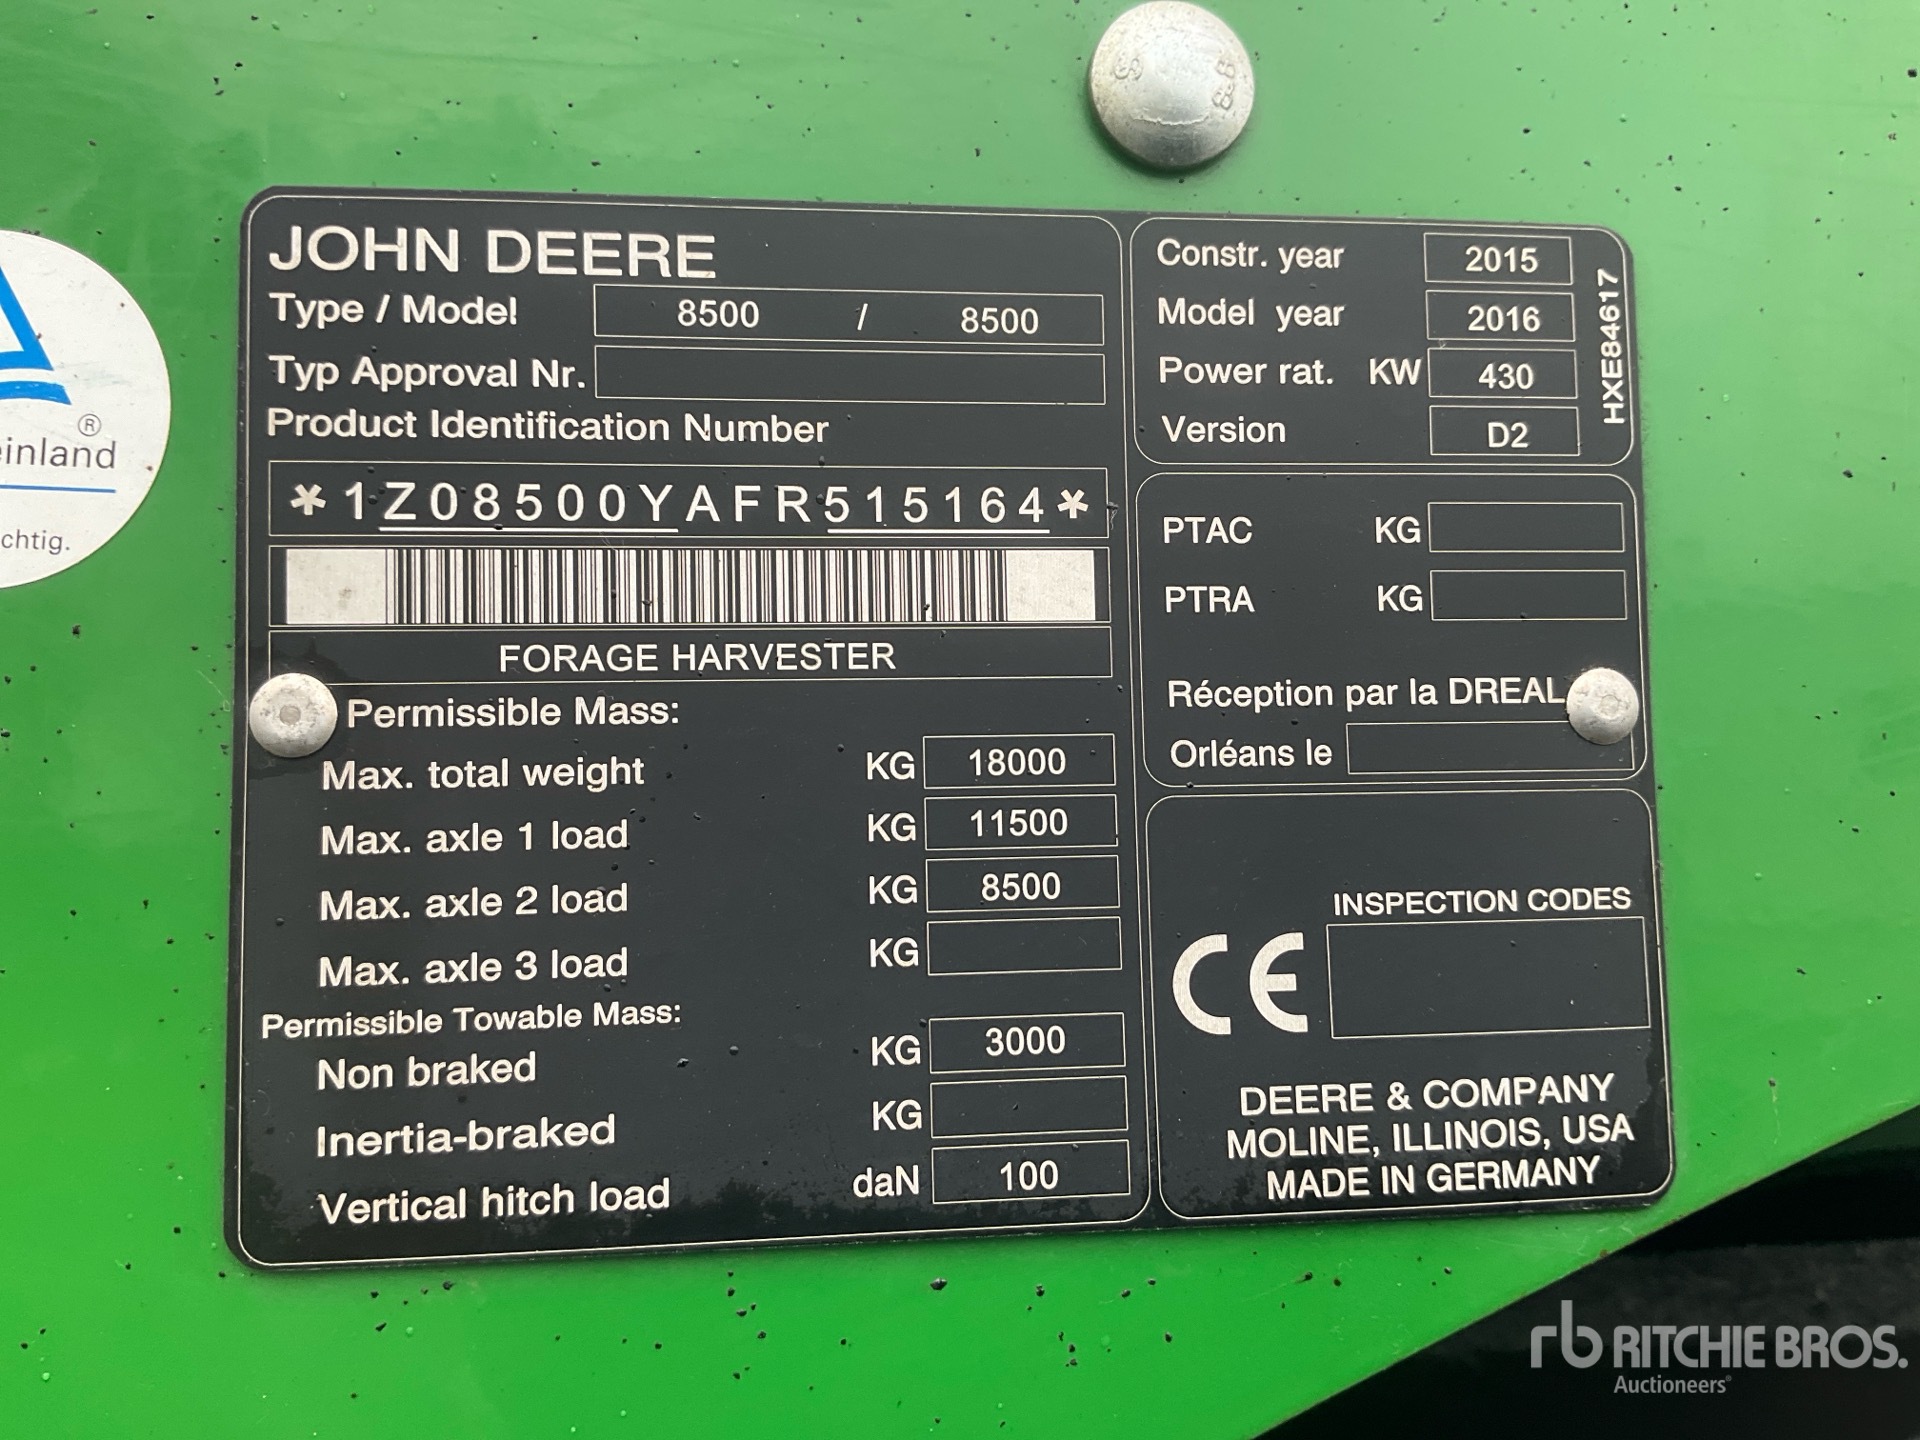 JOHN DEERE
Type / Model 8500 / 8500
Typ Approval Nr.
Product Identification Number
*1Z08500YAFR515164*
FORAGE HARVESTER
Permissible Mass:
Max. total weight KG 18000
Max. axle 1 load KG 11500
Max. axle 2 load KG 8500
Max. axle 3 load KG
Permissible Towable Mass:
Non braked KG 3000
Inertia-braked KG
Vertical hitch load daN 100
Constr. year 2015
Model year 2016
Power rat. KW 430
Version D2
HXE84617
PTAC KG
PTRA KG
Réception par la DREAL
Orléans le
INSPECTION CODES
CE
DEERE & COMPANY
MOLINE, ILLINOIS, USA
MADE IN GERMANY
®
einland
chtig.
8.8
rb RITCHIE BROS.
Auctioneers®